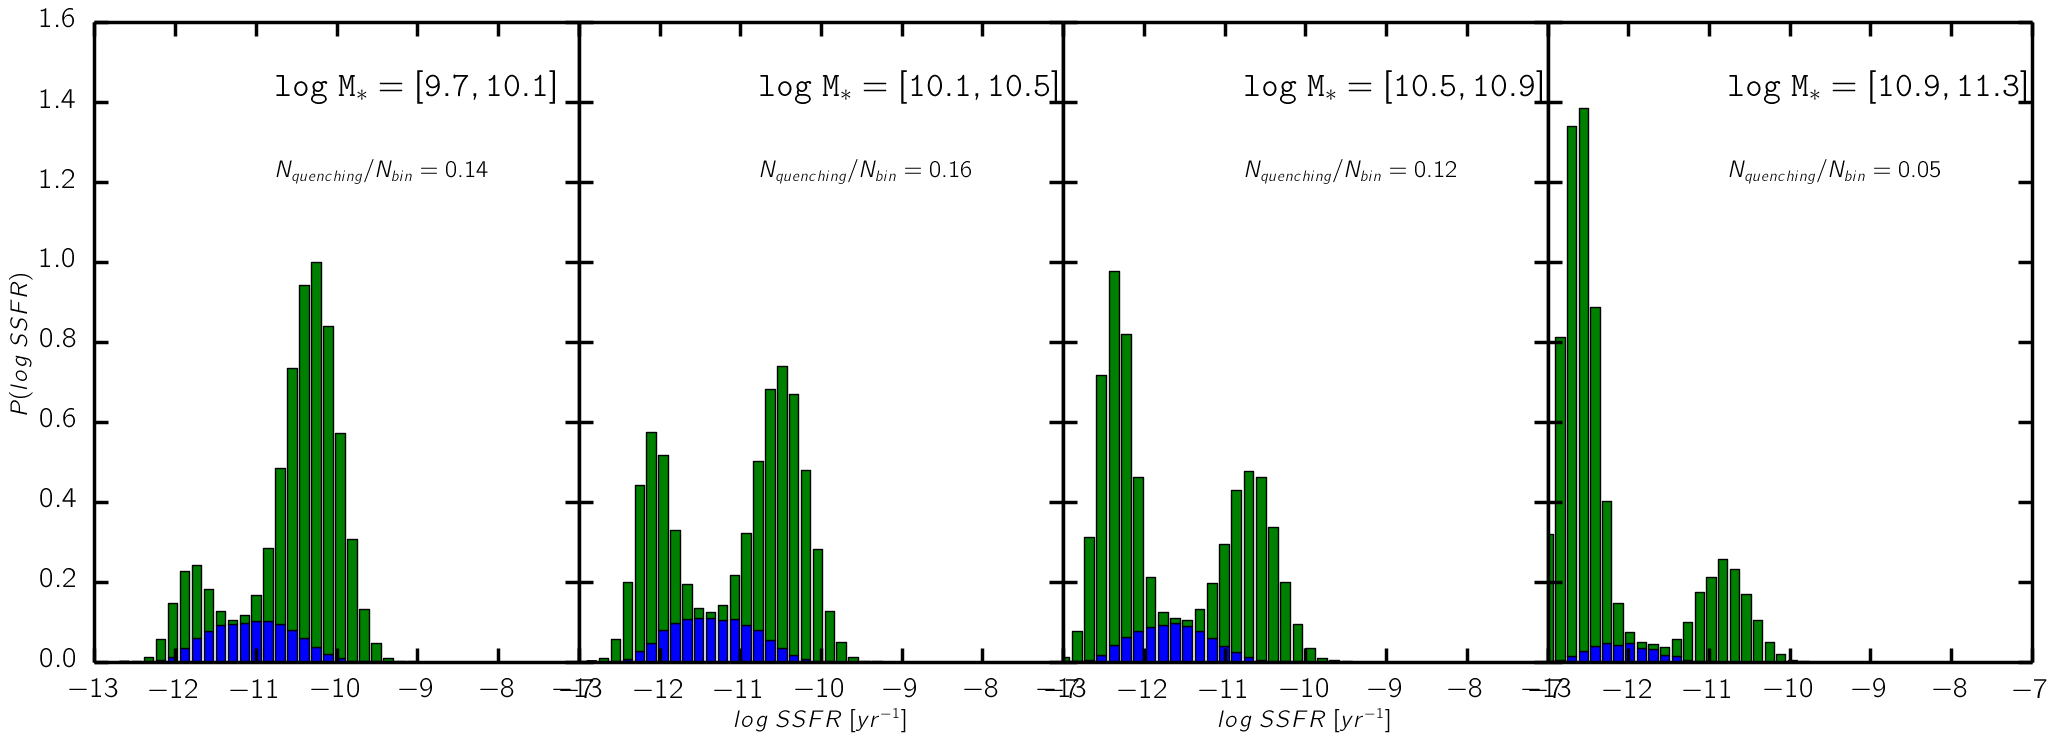 1.6
1.4
1.2
1.0
0.8
0.6
0.4
0.2
0.0
P(log SSFR)
log M* = [9.7, 10.1]
N_quenching/N_bin = 0.14
−13 −12 −11 −10 −9 −8 −7
log M* = [10.1, 10.5]
N_quenching/N_bin = 0.16
−13 −12 −11 −10 −9 −8 −7
log SSFR [yr⁻¹]
log M* = [10.5, 10.9]
N_quenching/N_bin = 0.12
−13 −12 −11 −10 −9 −8 −7
log SSFR [yr⁻¹]
log M* = [10.9, 11.3]
N_quenching/N_bin = 0.05
−13 −12 −11 −10 −9 −8 −7